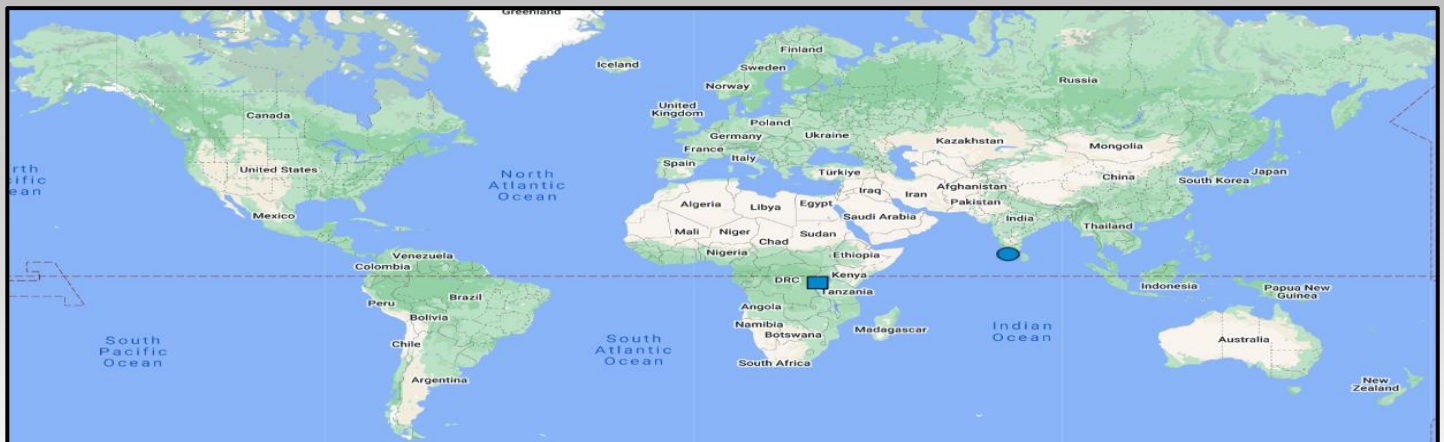 Greenland
Iceland
Finland
Sweden
Norway
Russia
United
Kingdom
Canada
Poland
Germany
Ukraine
France
Kazakhstan
Mongolia
Italy
Spain
Türkiye
United States
North
Atlantic
Ocean
China
South Korea
Japan
Afghanistan
Iraq
Iran
Pakistan
Algeria
Libya
Egypt
Saudi Arabia
India
Mexico
Mali
Niger
Chad
Sudan
Thailand
Nigeria
Ethiopia
Venezuela
Colombia
DRC
Kenya
Tanzania
Indonesia
Papua New
Guinea
Peru
Brazil
Bolivia
Angola
Namibia
Botswana
Madagascar
South
Pacific
Ocean
Chile
South
Atlantic
Ocean
Indian
Ocean
Australia
South Africa
Argentina
New
Zealand
rth
ific
ean